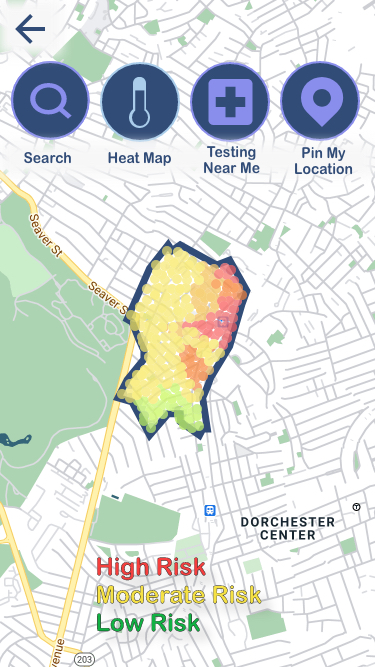 Search
Heat Map
Testing
Near Me
Pin My
Location
Seaver St
Seaver S
DORCHESTER
CENTER
High Risk
Moderate Risk
Low Risk
203
venue